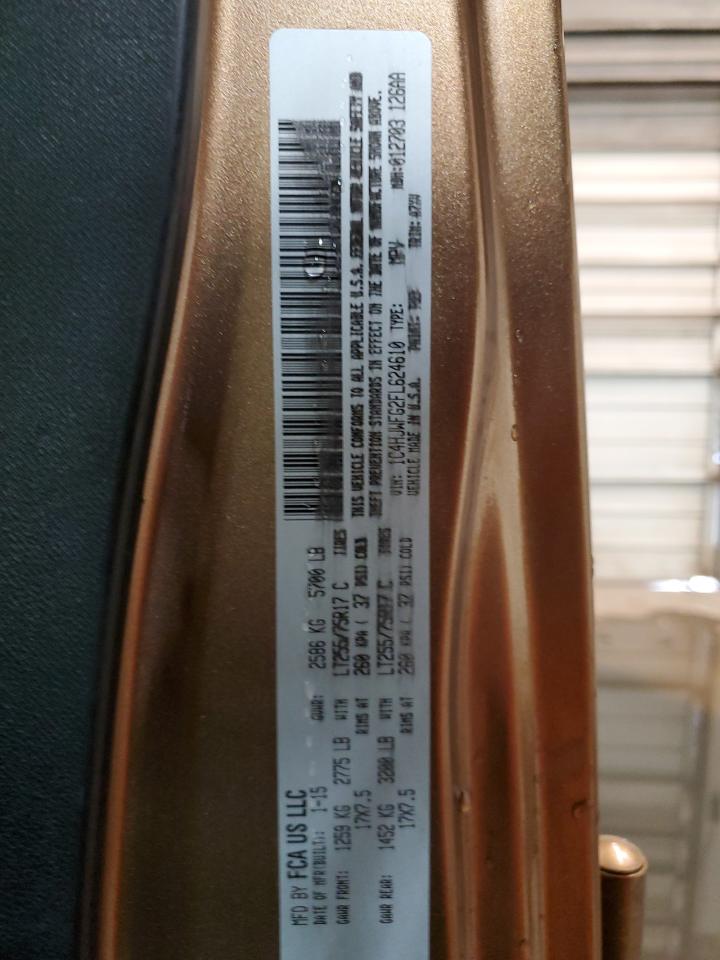 MFD BY FCA US LLC
DATE OF MFR(BUILT): 1-15 GVWR: 2586 KG 5700 LB
GAWR FRONT: 1259 KG 2775 LB WITH LT255/75R17 C TIRES
17X7.5 RIMS AT 260 KPA ( 37 PSI) COLD
GAWR REAR: 1452 KG 3200 LB WITH LT255/75R17 C TIRES
17X7.5 RIMS AT 260 KPA ( 37 PSI) COLD
THIS VEHICLE CONFORMS TO ALL APPLICABLE U.S.A. FEDERAL MOTOR VEHICLE SAFETY AND
THEFT PREVENTION STANDARDS IN EFFECT ON THE DATE OF MANUFACTURE SHOWN ABOVE.
VIN: 1C4HJWFG2FL624610 TYPE: MPV MDH:012703 126AA
VEHICLE MADE IN U.S.A. PAINT: TRIM: